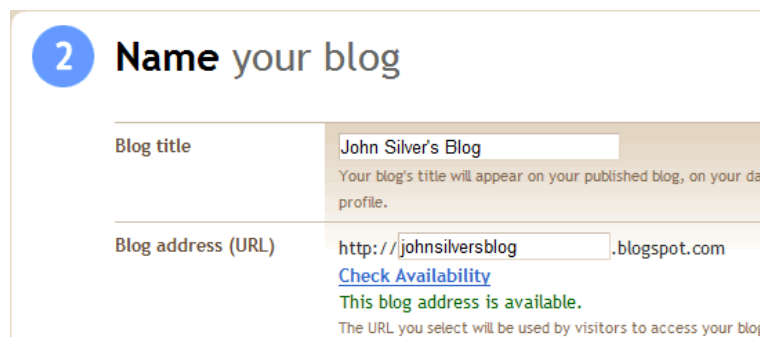 2 Name your blog
Blog title
John Silver's Blog
Your blog's title will appear on your published blog, on your
profile.
Blog address (URL)
http://johnsilversblog.blogspot.com
Check Availability
This blog address is available.
The URL you select will be used by visitors to access your